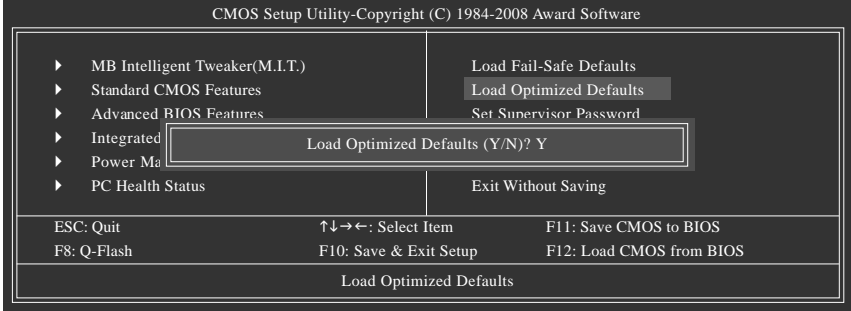 CMOS Setup Utility-Copyright (C) 1984-2008 Award Software
MB Intelligent Tweaker(M.I.T.)
Standard CMOS Features
Advanced BIOS Features
Integrated
PC Health Status
Load Fail-Safe Defaults
Load Optimized Defaults
Set Supervisor Password
Exit Without Saving
Load Optimized Defaults (Y/N)? Y
ESC: Quit
↑↓→←: Select Item
F11: Save CMOS to BIOS
F8: Q-Flash
F10: Save & Exit Setup
F12: Load CMOS from BIOS
Load Optimized Defaults